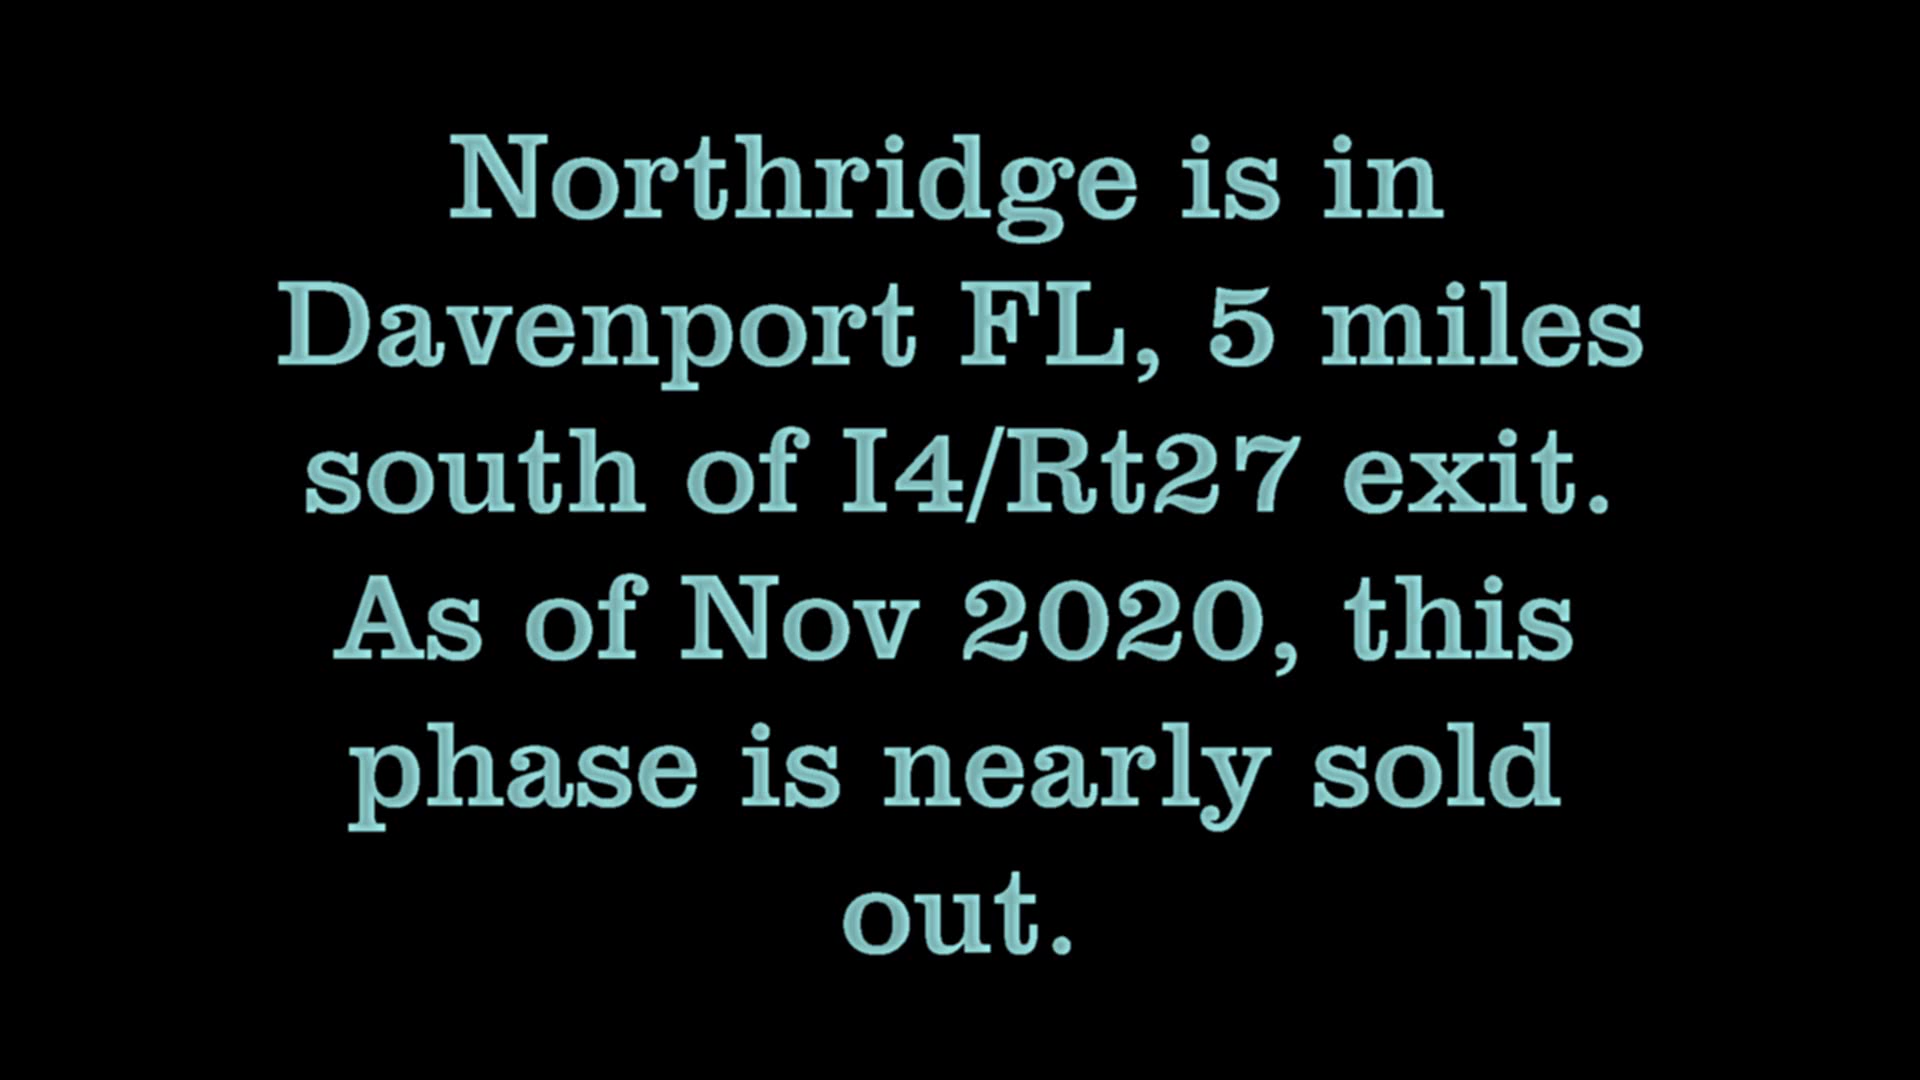 Northridge is in
Davenport FL, 5 miles
south of I4/Rt27 exit.
As of Nov 2020, this
phase is nearly sold
out.